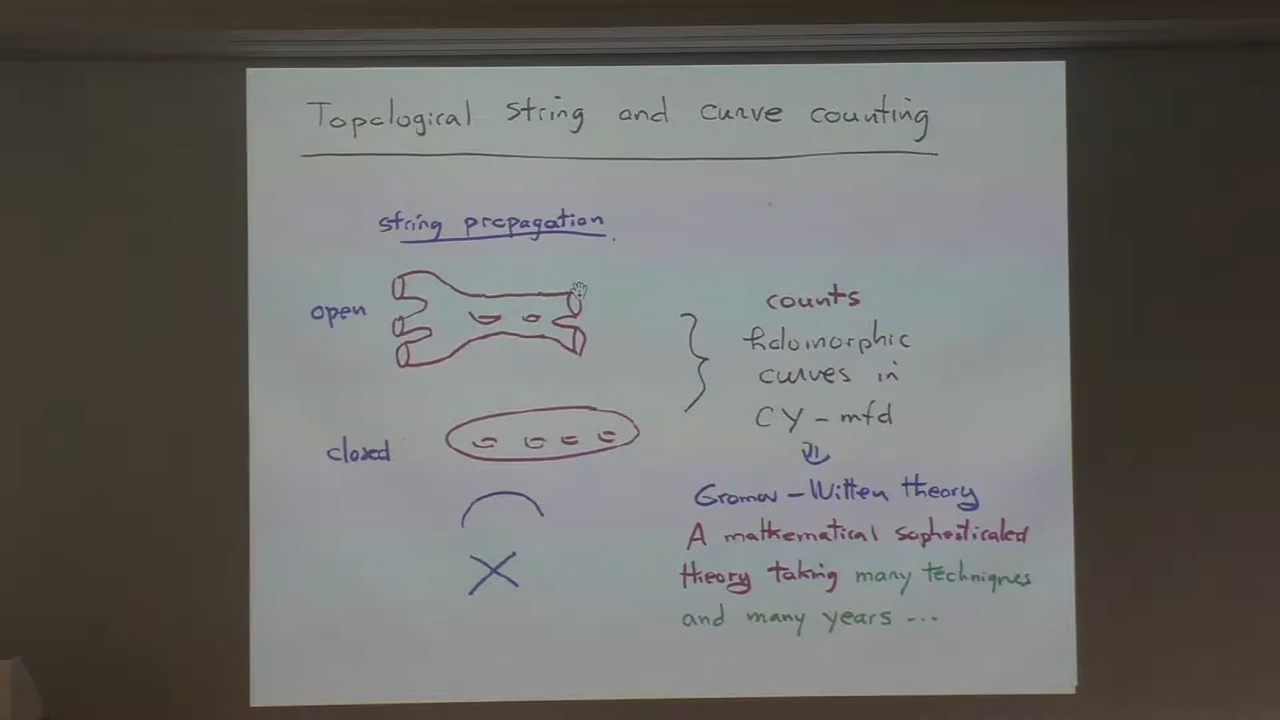 Topological string and curve counting
string propagation.
open
closed
counts
holomorphic
curves in
CY - mfd
Gromov - Witten theory
A mathematical sophesticated
theory taking many techniques
and many years ...